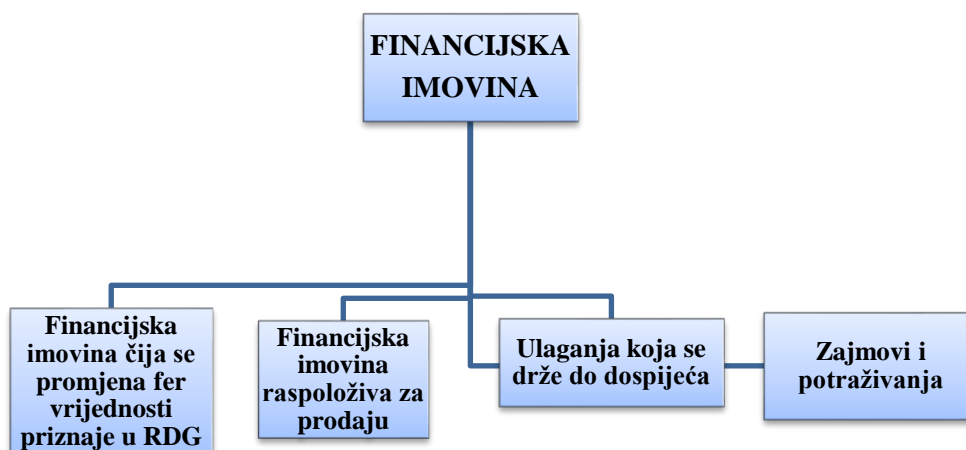 FINANCIJSKA
IMOVINA
Financijska
imovina čija se
promjena fer
vrijednosti
priznaje u RDG
Financijska
imovina
raspoloživa za
prodaju
Ulaganja koja se
drže do dospijeća
Zajmovi i
potraživanja